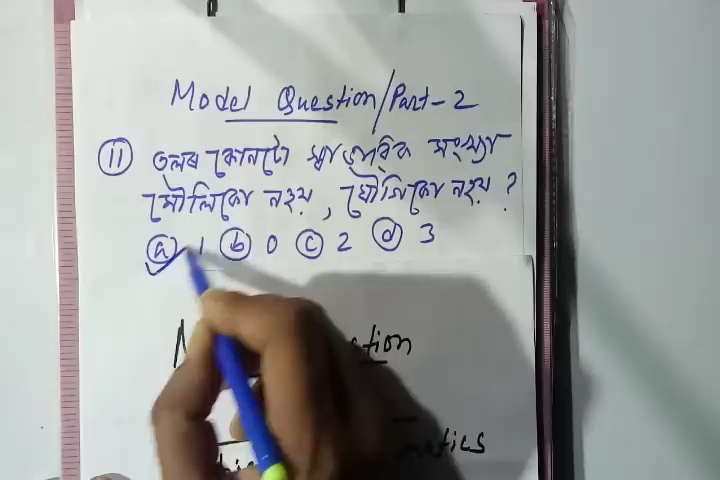 Model Question/Part-2
11 তলৰ কোনটো স্বাভাৱিক সংখ্যা
মৌলিকো নহয়, যৌগিকো নহয়?
a 1 b 0 c 2 d 3